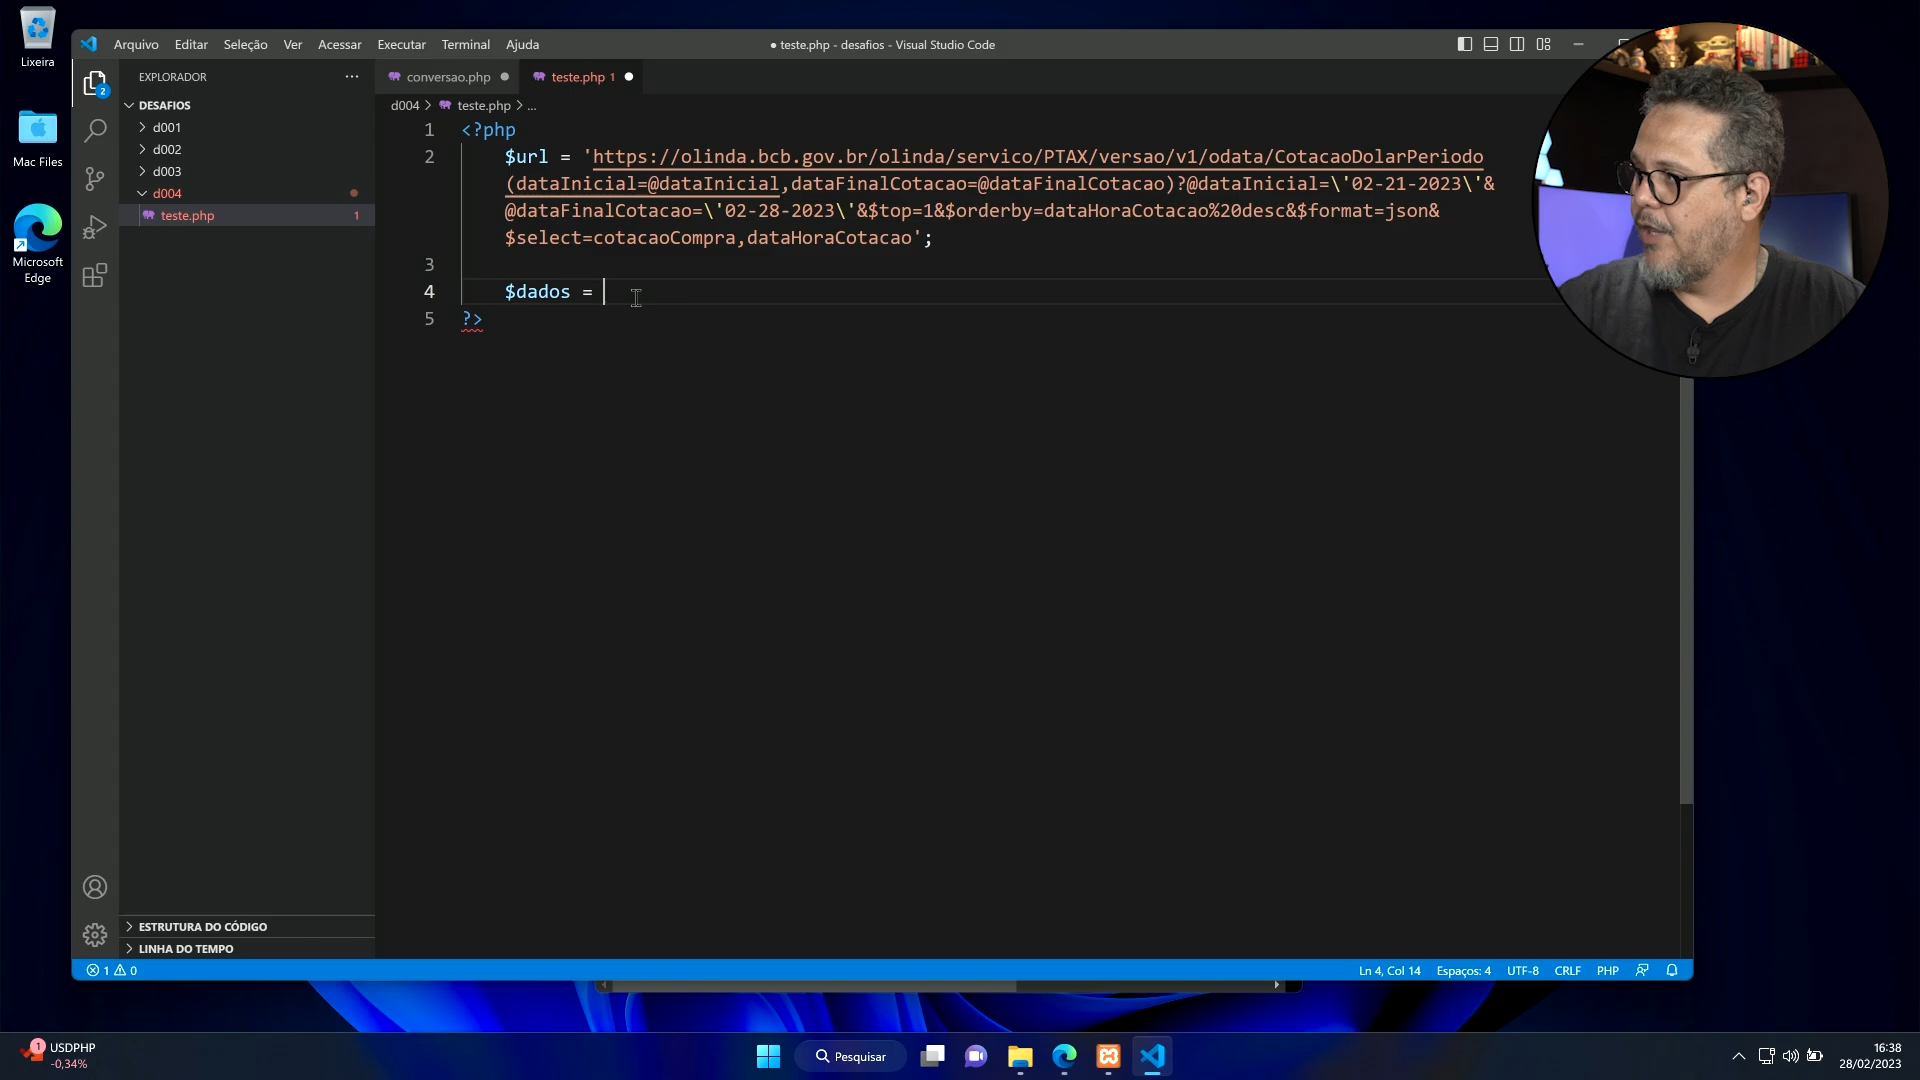 Lixeira
Mac Files
Microsoft
Edge
Arquivo Editar Seleção Ver Acessar Executar Terminal Ajuda
● teste.php - desafios - Visual Studio Code
EXPLORADOR ···
DESAFIOS
d001
d002
d003
d004
teste.php 1
2
conversao.php
teste.php 1
d004 > teste.php > ...
1 <?php
2 $url = 'https://olinda.bcb.gov.br/olinda/servico/PTAX/versao/v1/odata/CotacaoDolarPeriodo
(dataInicial=@dataInicial,dataFinalCotacao=@dataFinalCotacao)?@dataInicial=\'02-21-2023\'&
@dataFinalCotacao=\'02-28-2023\'&$top=1&$orderby=dataHoraCotacao%20desc&$format=json&
$select=cotacaoCompra,dataHoraCotacao';
3
4 $dados =
5 ?>
ESTRUTURA DO CÓDIGO
LINHA DO TEMPO
1 0
Ln 4, Col 14 Espaços: 4 UTF-8 CRLF PHP
1
USDPHP
-0,34%
Pesquisar
16:38
28/02/2023